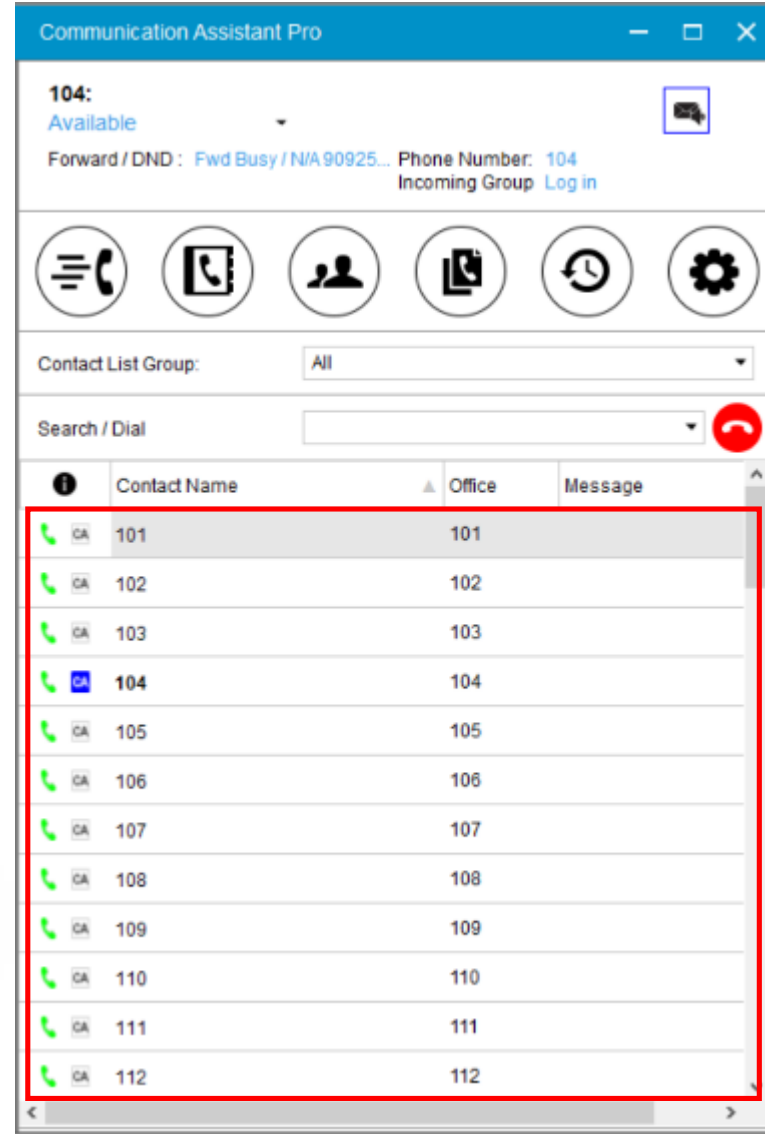 Communication Assistant Pro
104:
Available
Forward / DND : Fwd Busy / N/A 90925... Phone Number: 104
Incoming Group Log in
Contact List Group: All
Search / Dial
Contact Name Office Message
CA 101 101
CA 102 102
CA 103 103
CA 104 104
CA 105 105
CA 106 106
CA 107 107
CA 108 108
CA 109 109
CA 110 110
CA 111 111
CA 112 112